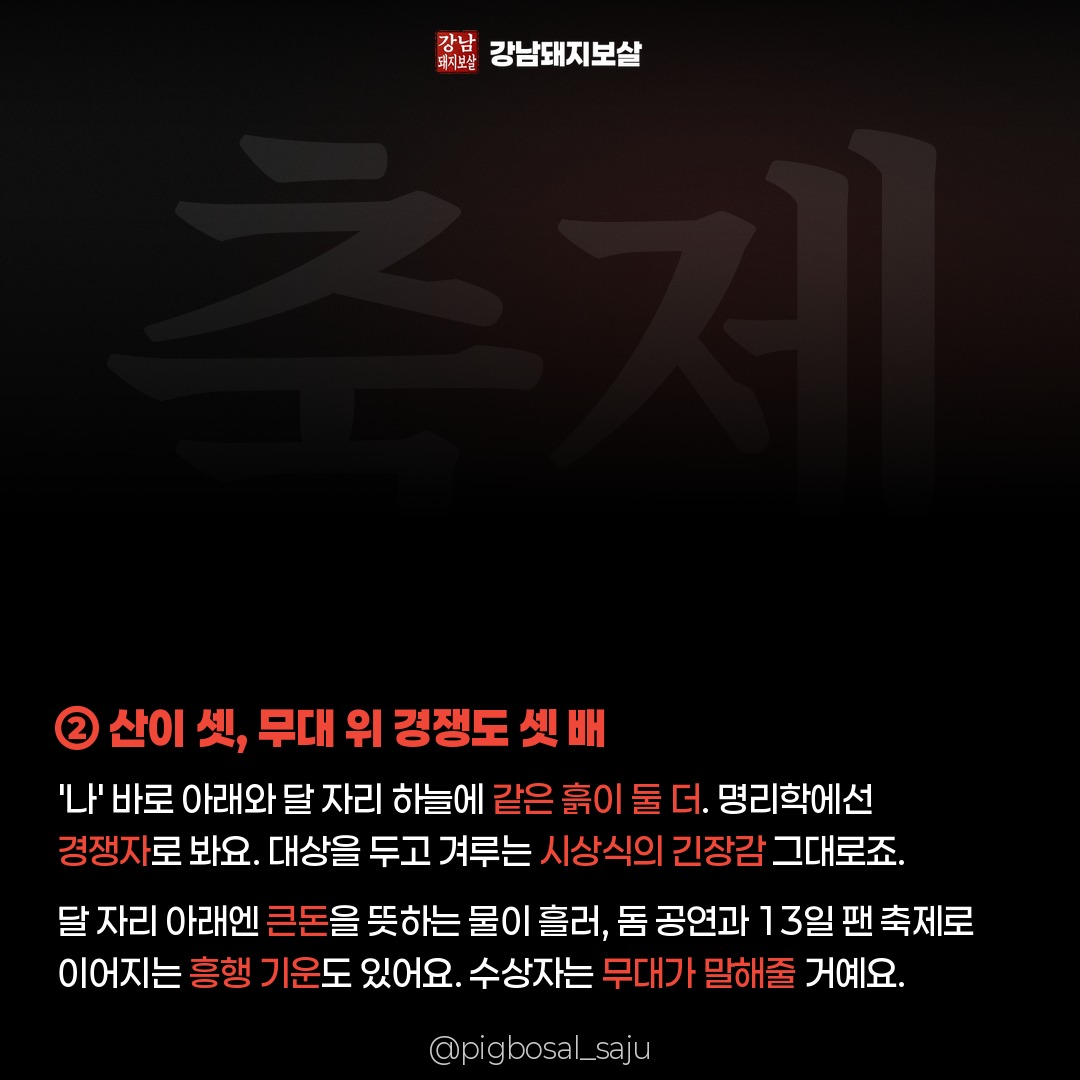 강남
돼지보살
강남돼지보살
축제
② 산이 셋, 무대 위 경쟁도 셋 배
'나' 바로 아래와 달 자리 하늘에 같은 흙이 둘 더. 명리학에선
경쟁자로 봐요. 대상을 두고 겨루는 시상식의 긴장감 그대로죠.
달 자리 아래엔 큰돈을 뜻하는 물이 흘러, 돔 공연과 13일 팬 축제로
이어지는 흥행 기운도 있어요. 수상자는 무대가 말해줄 거예요.
@pigbosal_saju